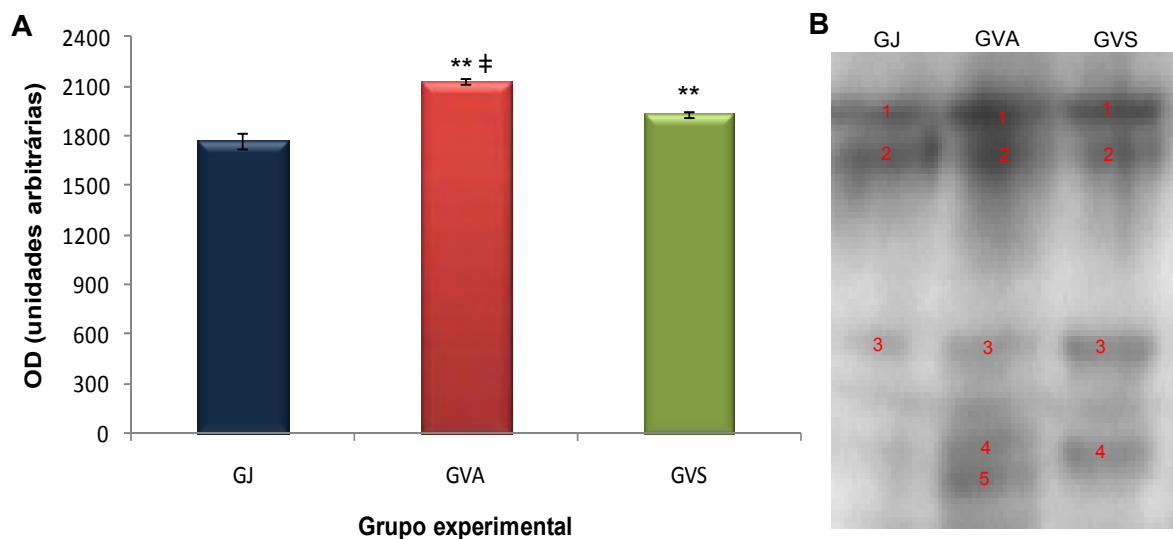 A
OD (unidades arbitrárias)
2400
2100
1800
1500
1200
900
600
300
0
** ‡
**
GJ GVA GVS
Grupo experimental
B
GJ GVA GVS
1 1 1
2 2 2
3 3 3
4 4
5